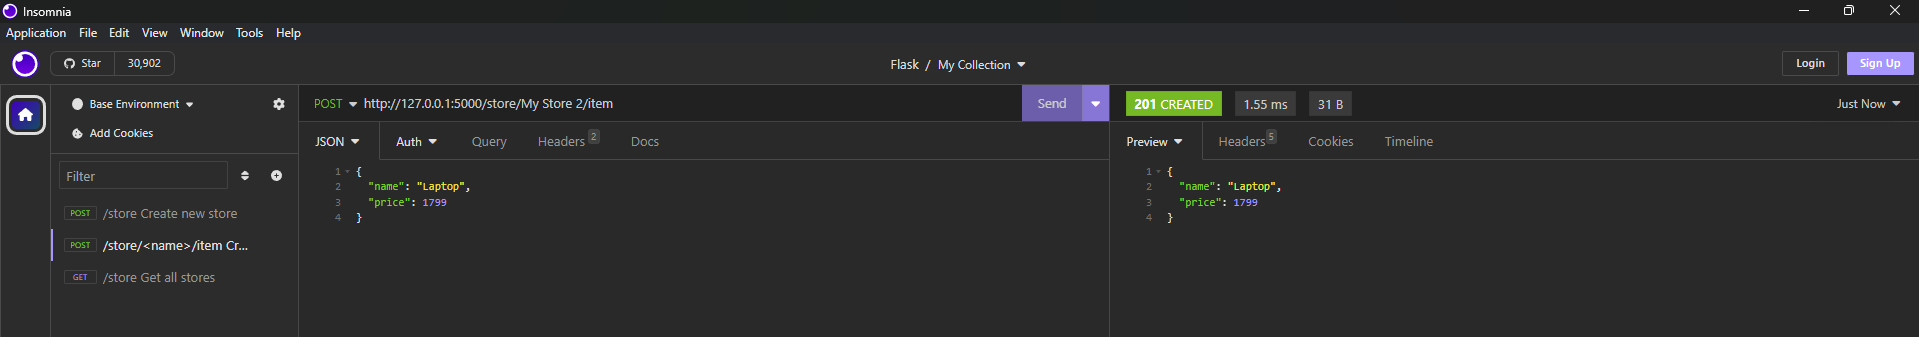 Insomnia
Application File Edit View Window Tools Help
Star 30,902
Flask / My Collection
Login Sign Up
Base Environment
Add Cookies
Filter
POST /store Create new store
POST /store/<name>/item Cr...
GET /store Get all stores
POST http://127.0.0.1:5000/store/My Store 2/item Send
JSON Auth Query Headers 2 Docs
1 {
2 "name": "Laptop",
3 "price": 1799
4 }
201 CREATED 1.55 ms 31 B Just Now
Preview Headers 5 Cookies Timeline
1 {
2 "name": "Laptop",
3 "price": 1799
4 }